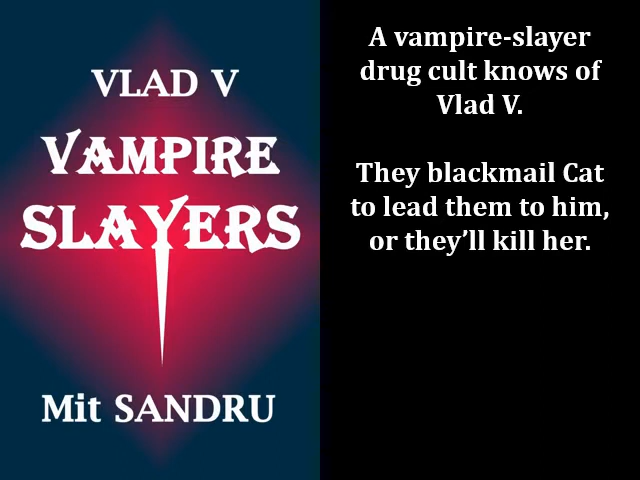 VLAD V
VAMPIRE
SLAYERS
Mit SANDRU
A vampire-slayer
drug cult knows of
Vlad V.
They blackmail Cat
to lead them to him,
or they’ll kill her.